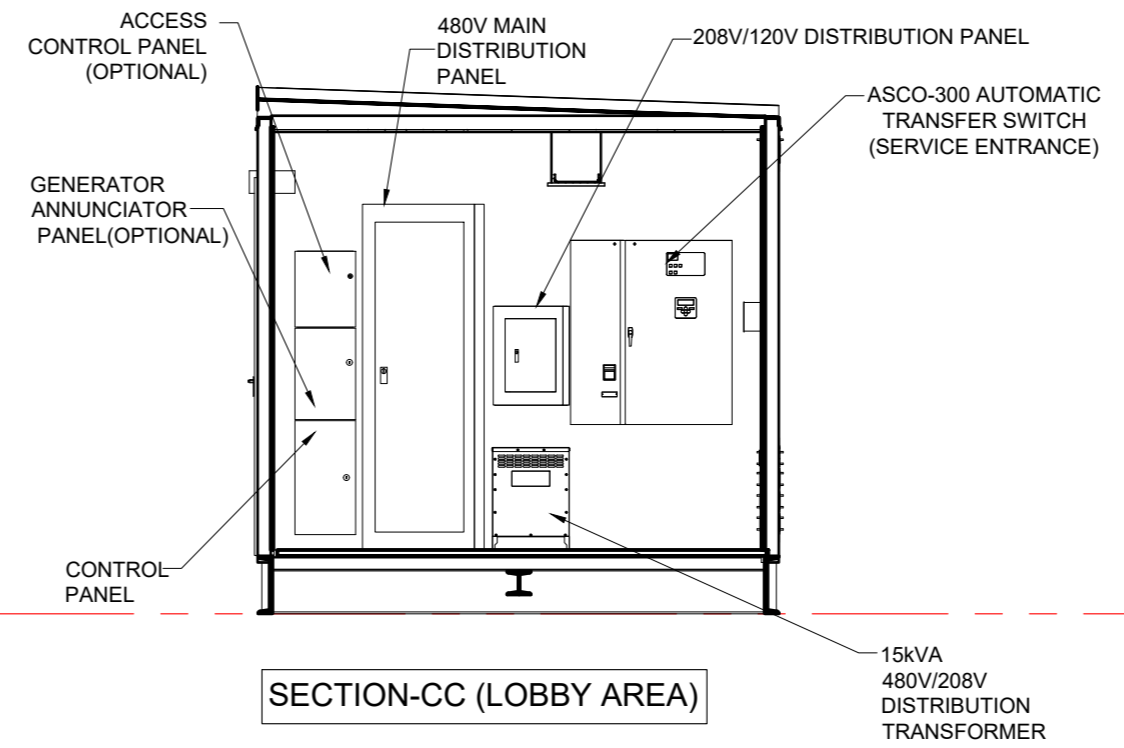 ACCESS
CONTROL PANEL
(OPTIONAL)
480V MAIN
DISTRIBUTION
PANEL
208V/120V DISTRIBUTION PANEL
ASCO-300 AUTOMATIC
TRANSFER SWITCH
(SERVICE ENTRANCE)
GENERATOR
ANNUNCIATOR
PANEL(OPTIONAL)
CONTROL
PANEL
15kVA
480V/208V
DISTRIBUTION
TRANSFORMER
SECTION-CC (LOBBY AREA)